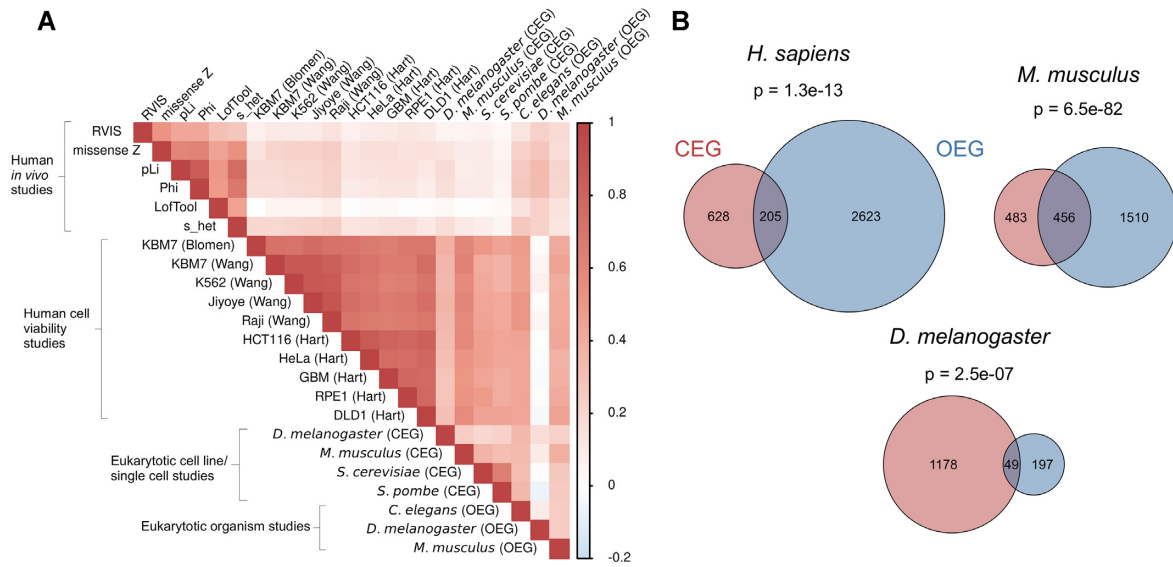 A
RVIS
missense Z
pLi
Phi
LofTool
s_het
KBM7 (Blomen)
KBM7 (Wang)
K562 (Wang)
Jiyoye (Wang)
Raji (Wang)
HCT116 (Hart)
HeLa (Hart)
GBM (Hart)
RPE1 (Hart)
DLD1 (Hart)
D. melanogaster (CEG)
M. musculus (CEG)
S. cerevisiae (CEG)
S. pombe (CEG)
C. elegans (OEG)
D. melanogaster (OEG)
M. musculus (OEG)
Human
in vivo
studies
RVIS
missense Z
pLi
Phi
LofTool
s_het
Human cell
viability
studies
KBM7 (Blomen)
KBM7 (Wang)
K562 (Wang)
Jiyoye (Wang)
Raji (Wang)
HCT116 (Hart)
HeLa (Hart)
GBM (Hart)
RPE1 (Hart)
DLD1 (Hart)
Eukarytotic cell line/
single cell studies
D. melanogaster (CEG)
M. musculus (CEG)
S. cerevisiae (CEG)
S. pombe (CEG)
Eukarytotic organism studies
C. elegans (OEG)
D. melanogaster (OEG)
M. musculus (OEG)
1
0.8
0.6
0.4
0.2
0
-0.2
B
H. sapiens
p = 1.3e-13
CEG
OEG
628
205
2623
M. musculus
p = 6.5e-82
483
456
1510
D. melanogaster
p = 2.5e-07
1178
49
197